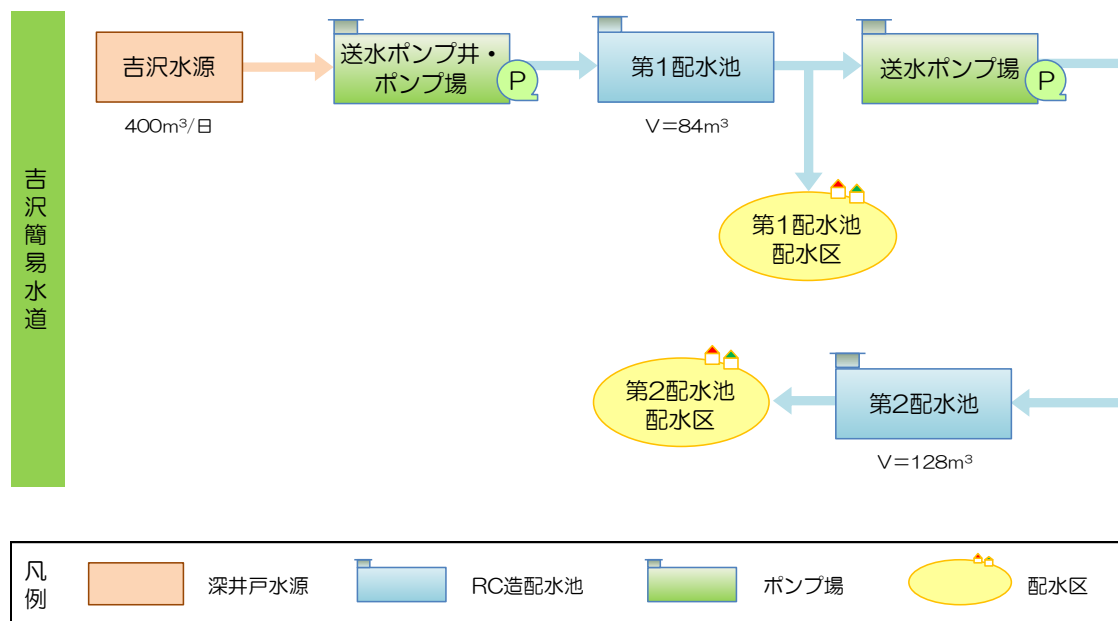 吉沢簡易水道
吉沢水源
400m³/日
送水ポンプ井・
ポンプ場
P
第1配水池
V=84m³
送水ポンプ場
P
第1配水池
配水区
第2配水池
配水区
第2配水池
V=128m³
凡例
深井戸水源
RC造配水池
ポンプ場
配水区